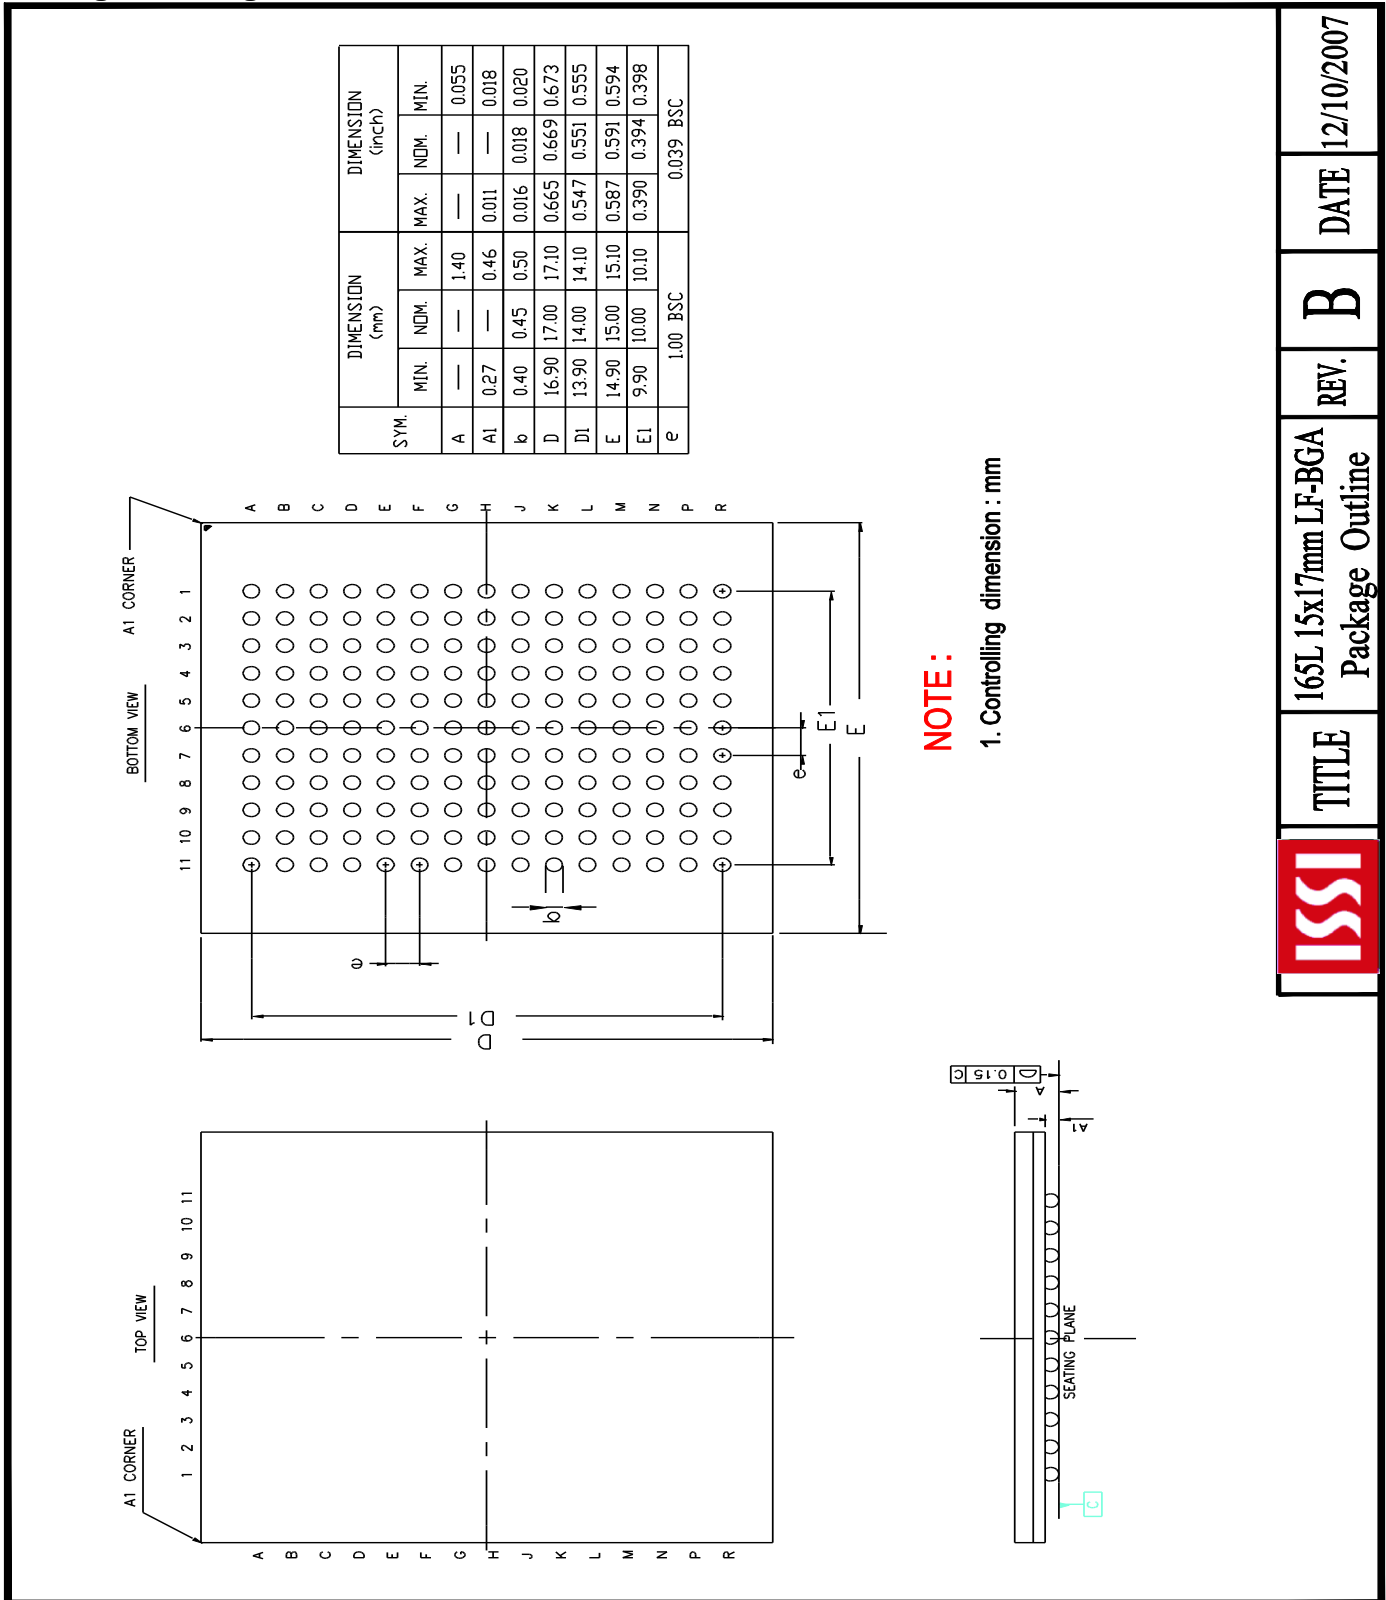 A1 CORNER
TOP VIEW
1 2 3 4 5 6 7 8 9 10 11
A
B
C
D
E
F
G
H
J
K
L
M
N
P
R
BOTTOM VIEW
A1 CORNER
11 10 9 8 7 6 5 4 3 2 1
A
B
C
D
E
F
G
H
J
K
L
M
N
P
R
e
D1
D
b
e
E1
E
SYM. DIMENSION (mm) DIMENSION (inch)
MIN. NOM. MAX. MAX. NOM. MIN.
A — — 1.40 — — 0.055
A1 0.27 — 0.46 0.011 — 0.018
b 0.40 0.45 0.50 0.016 0.018 0.020
D 16.90 17.00 17.10 0.665 0.669 0.673
D1 13.90 14.00 14.10 0.547 0.551 0.555
E 14.90 15.00 15.10 0.587 0.591 0.594
E1 9.90 10.00 10.10 0.390 0.394 0.398
e 1.00 BSC 0.039 BSC
NOTE :
1. Controlling dimension : mm
D 0.15 C
A
A1
SEATING PLANE
C
ISSI
TITLE
165L 15x17mm LF-BGA
Package Outline
REV.
B
DATE
12/10/2007